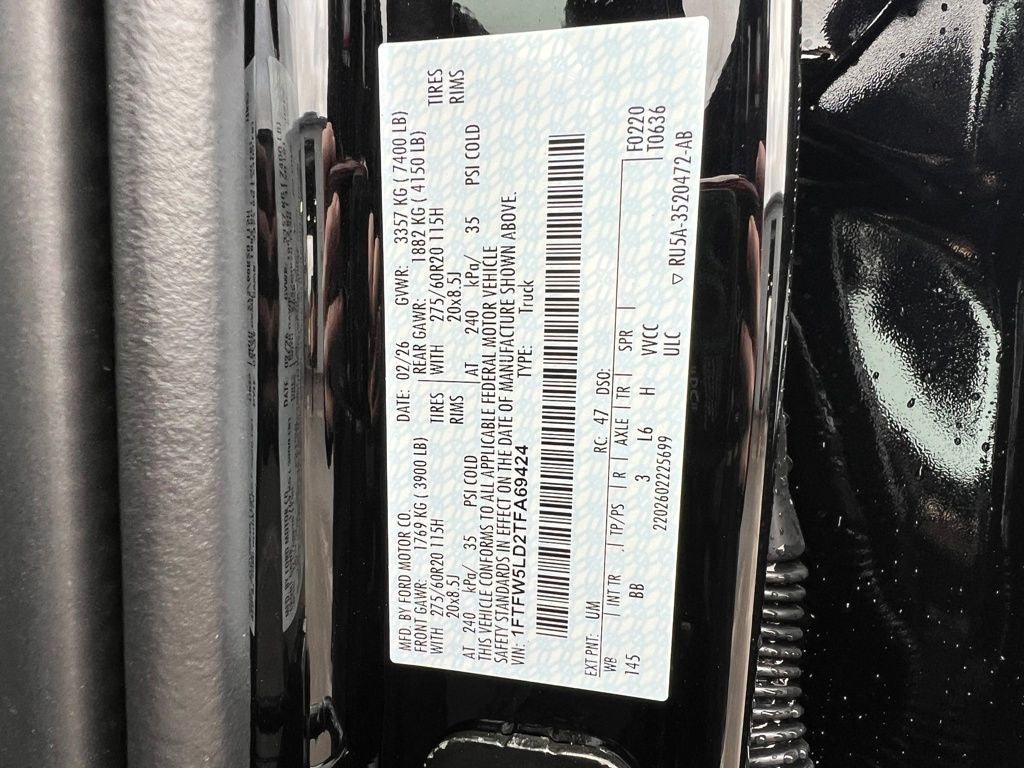 MFD. BY FORD MOTOR CO. DATE: 02/26 GVWR: 3357 KG ( 7400 LB)
FRONT GAWR: 1769 KG ( 3900 LB) REAR GAWR: 1882 KG ( 4150 LB)
WITH 275/60R20 115H TIRES WITH 275/60R20 115H TIRES
20x8.5J RIMS 20x8.5J RIMS
AT 240 kPa/ 35 PSI COLD AT 240 kPa/ 35 PSI COLD
THIS VEHICLE CONFORMS TO ALL APPLICABLE FEDERAL MOTOR VEHICLE
SAFETY STANDARDS IN EFFECT ON THE DATE OF MANUFACTURE SHOWN ABOVE.
VIN: 1FTFW5LD2TFA69424 TYPE: Truck
EXT PNT: UM RC: 47 DSO: F0220
WB INT TR TP/PS R AXLE TR SPR T0636
145 BB 3 L6 H WCC
ULC
2202602225699 ▽ RU5A-3520472-AB